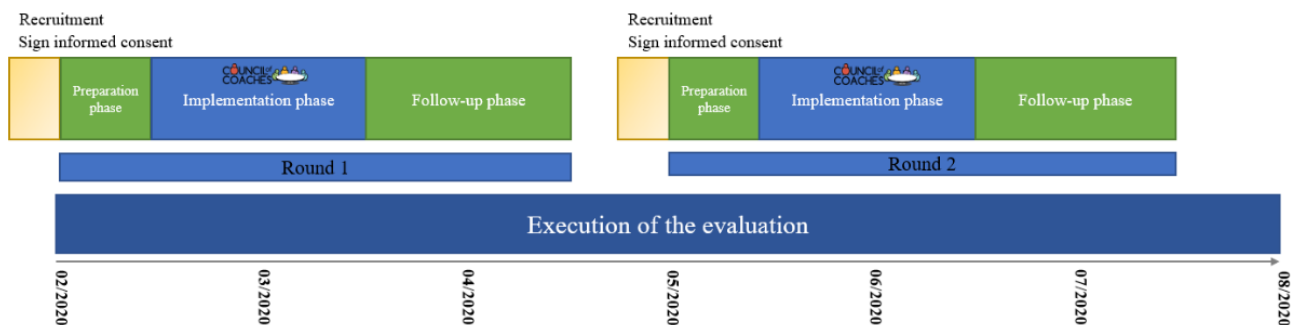 Recruitment
Sign informed consent
Preparation
phase
COUNCIL of
COACHES
Implementation phase
Follow-up phase
Round 1
Recruitment
Sign informed consent
Preparation
phase
COUNCIL of
COACHES
Implementation phase
Follow-up phase
Round 2
Execution of the evaluation
02/2020
03/2020
04/2020
05/2020
06/2020
07/2020
08/2020